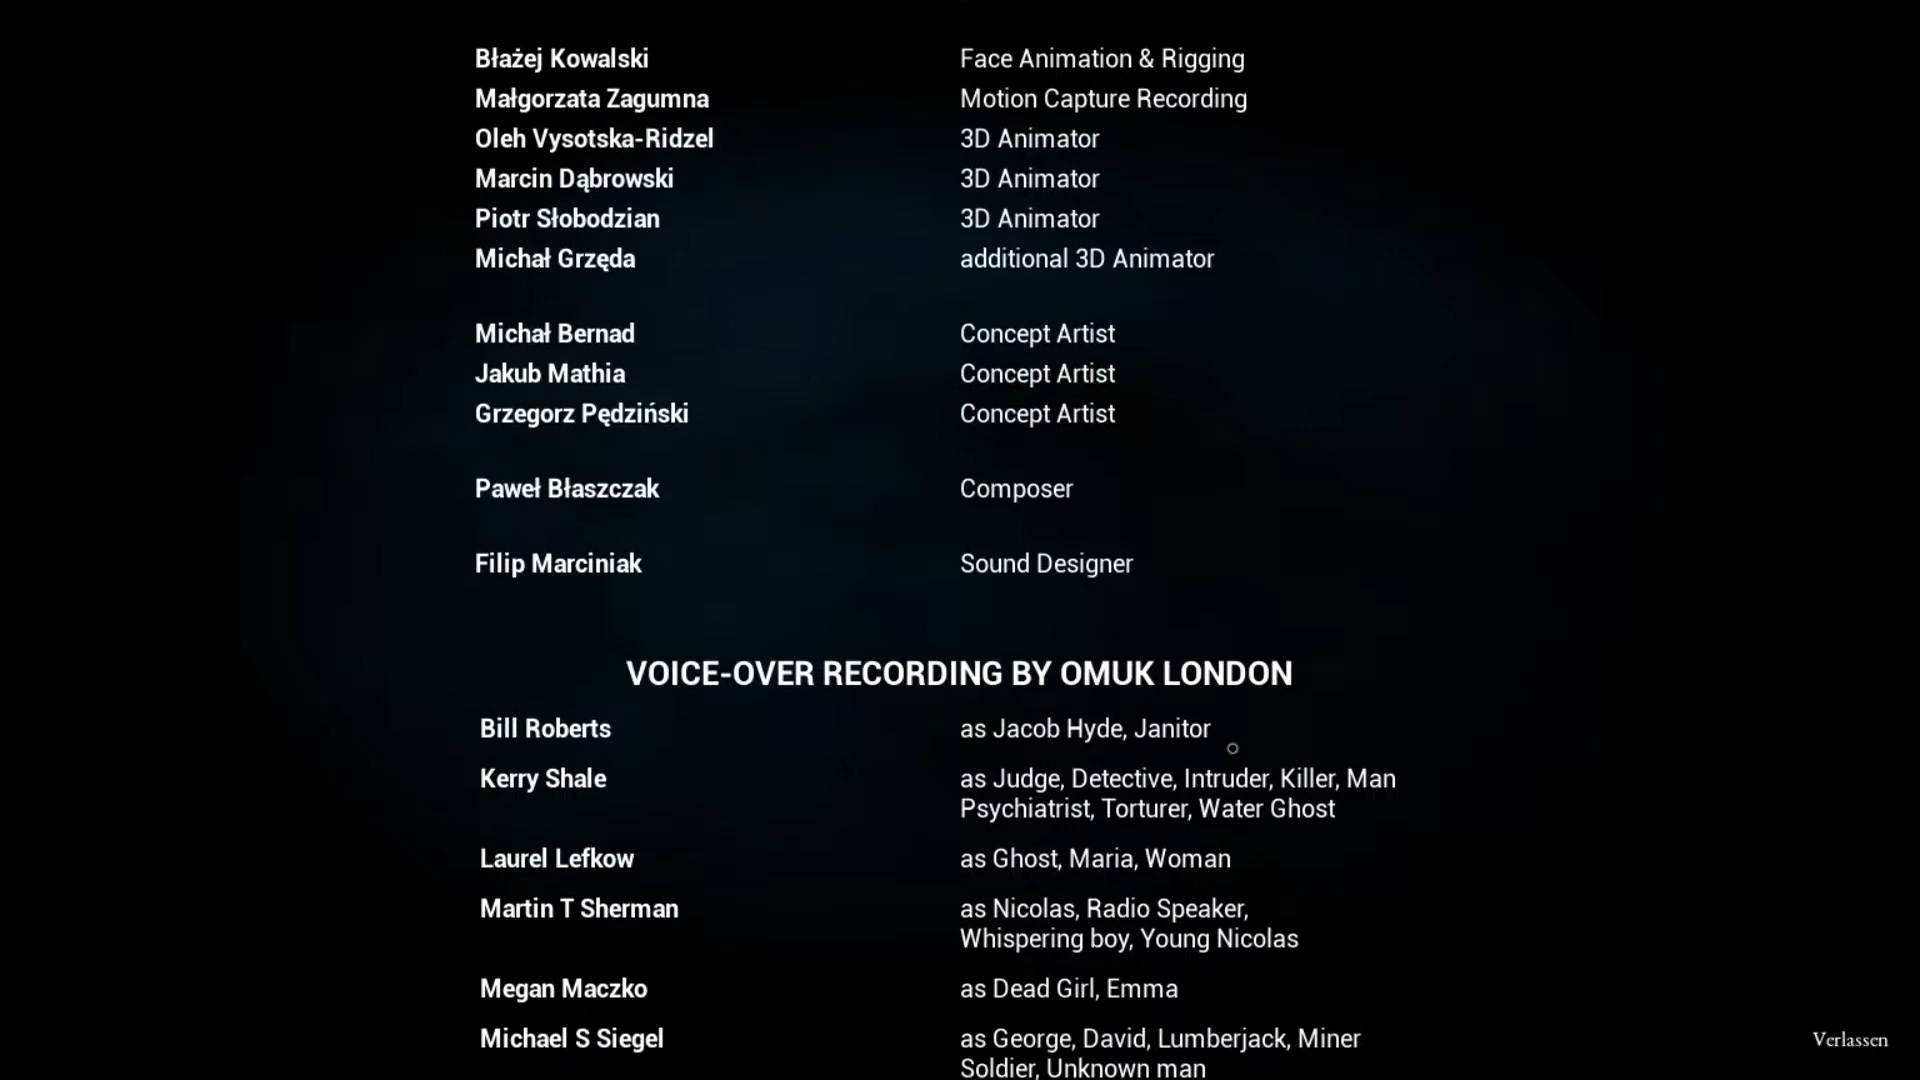 Błażej Kowalski Face Animation & Rigging
Małgorzata Zagumna Motion Capture Recording
Oleh Vysotska-Ridzel 3D Animator
Marcin Dąbrowski 3D Animator
Piotr Słobodzian 3D Animator
Michał Grzęda additional 3D Animator
Michał Bernad Concept Artist
Jakub Mathia Concept Artist
Grzegorz Pędziński Concept Artist
Paweł Błaszczak Composer
Filip Marciniak Sound Designer
VOICE-OVER RECORDING BY OMUK LONDON
Bill Roberts as Jacob Hyde, Janitor
Kerry Shale as Judge, Detective, Intruder, Killer, Man
Psychiatrist, Torturer, Water Ghost
Laurel Lefkow as Ghost, Maria, Woman
Martin T Sherman as Nicolas, Radio Speaker,
Whispering boy, Young Nicolas
Megan Maczko as Dead Girl, Emma
Michael S Siegel as George, David, Lumberjack, Miner
Soldier, Unknown man
Verlassen